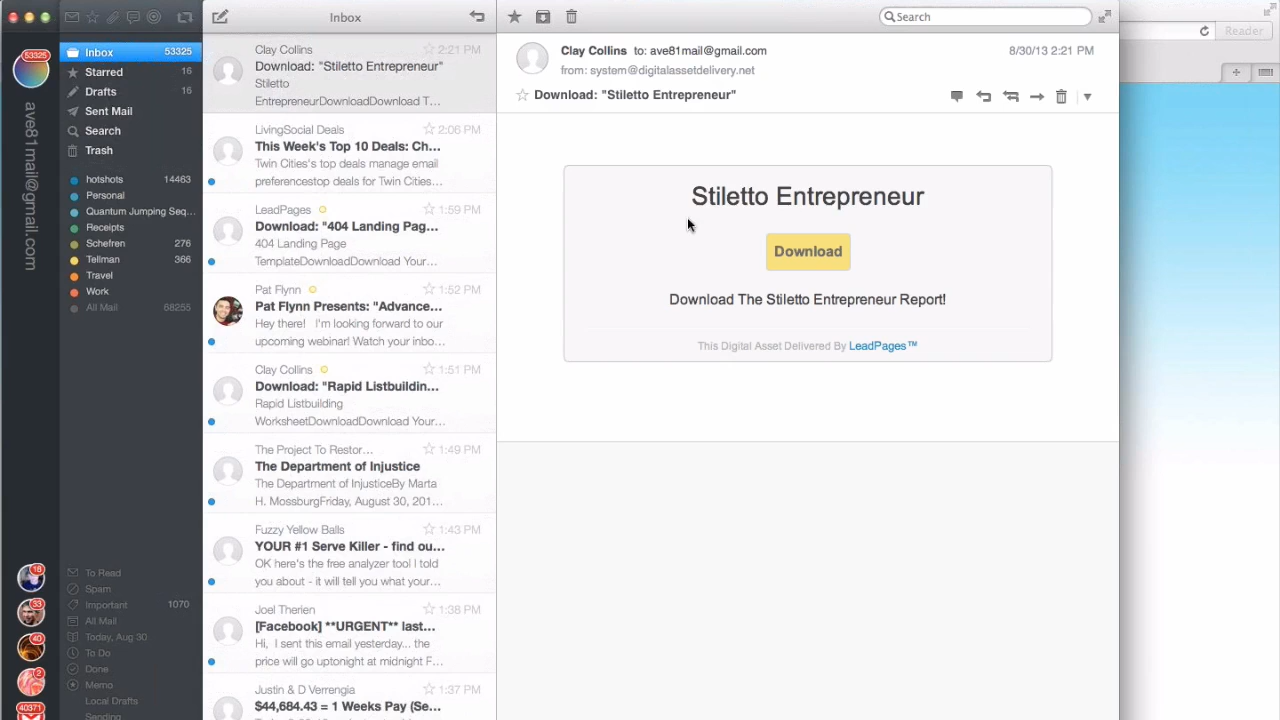 53325
ave81mail@gmail.com
18
33
40
2
40371
Inbox 53325
Starred 16
Drafts 16
Sent Mail
Search
Trash
hotshots 14463
Personal
Quantum Jumping Seq...
Receipts
Schefren 276
Tellman 366
Travel
Work
All Mail 68255
To Read
Spam
Important 1070
All Mail
Today, Aug 30
To Do
Done
Memo
Local Drafts
Sending
Inbox
Clay Collins 2:21 PM
Download: "Stiletto Entrepreneur"
Stiletto
EntrepreneurDownloadDownload T...
LivingSocial Deals 2:06 PM
This Week's Top 10 Deals: Ch...
Twin Cities's top deals manage email
preferencestop deals for Twin Cities...
LeadPages 1:59 PM
Download: "404 Landing Pag...
404 Landing Page
TemplateDownloadDownload Your...
Pat Flynn 1:52 PM
Pat Flynn Presents: "Advance...
Hey there! I'm looking forward to our
upcoming webinar! Watch your inbo...
Clay Collins 1:51 PM
Download: "Rapid Listbuildin...
Rapid Listbuilding
WorksheetDownloadDownload Your...
The Project To Restor... 1:49 PM
The Department of Injustice
The Department of InjusticeBy Marta
H. MossburgFriday, August 30, 201...
Fuzzy Yellow Balls 1:43 PM
YOUR #1 Serve Killer - find ou...
OK here's the free analyzer tool I told
you about - it will tell you what your...
Joel Therien 1:38 PM
[Facebook] **URGENT** last...
Hi, I sent this email yesterday... the
price will go uptonight at midnight F...
Justin & D Verrengia 1:37 PM
$44,684.43 = 1 Weeks Pay (Se...
Search
Clay Collins to: ave81mail@gmail.com 8/30/13 2:21 PM
from: system@digitalassetdelivery.net
Download: "Stiletto Entrepreneur"
Stiletto Entrepreneur
Download
Download The Stiletto Entrepreneur Report!
This Digital Asset Delivered By LeadPages™
Reader